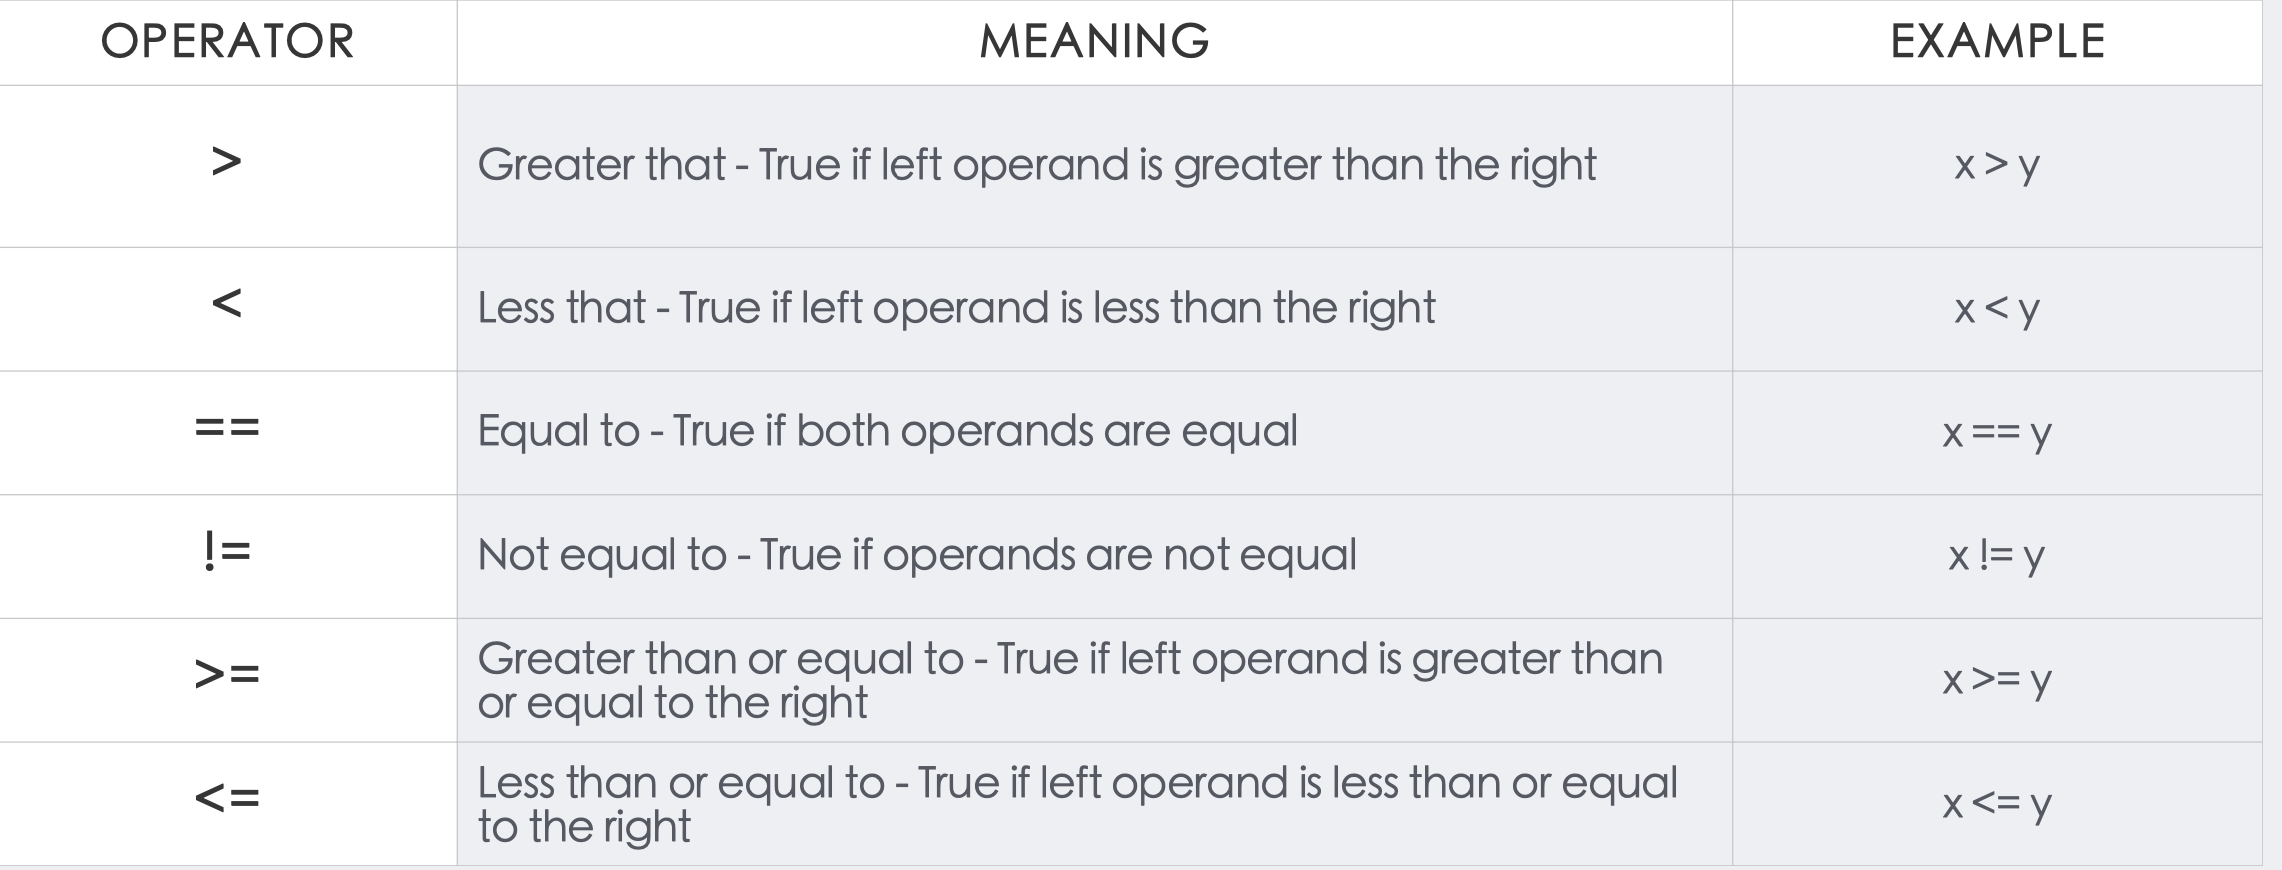 OPERATOR MEANING EXAMPLE
> Greater that - True if left operand is greater than the right x > y
< Less that - True if left operand is less than the right x < y
== Equal to - True if both operands are equal x == y
!= Not equal to - True if operands are not equal x != y
>= Greater than or equal to - True if left operand is greater than
or equal to the right x >= y
<= Less than or equal to - True if left operand is less than or equal
to the right x <= y